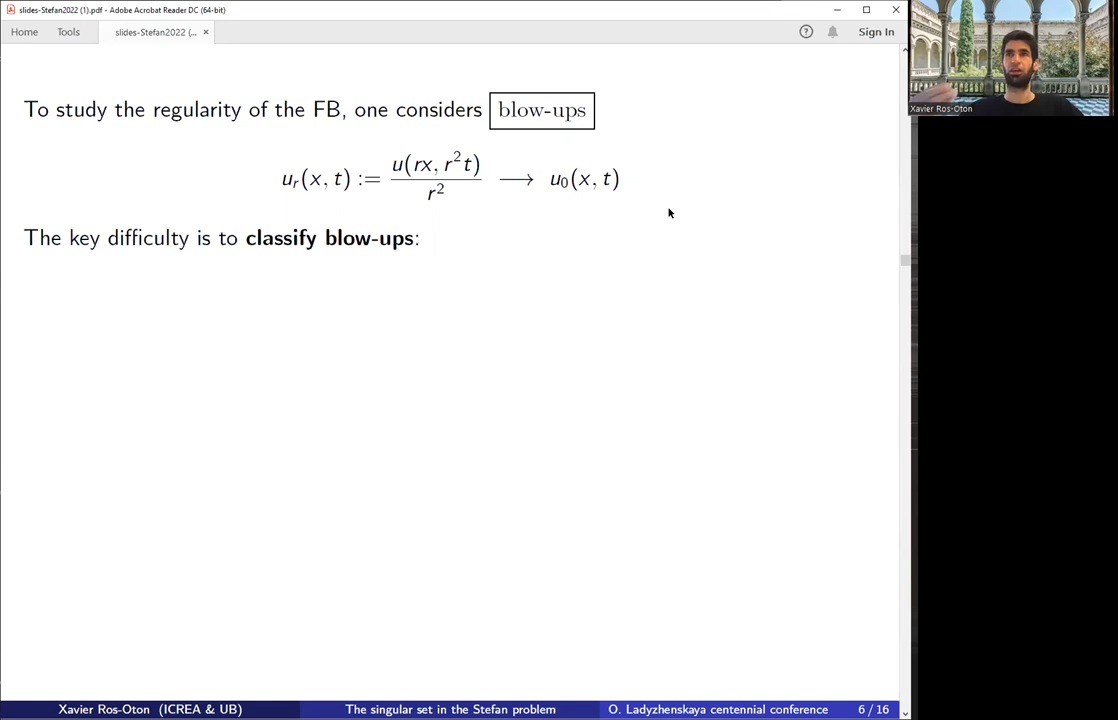 slides-Stefan2022 (1).pdf - Adobe Acrobat Reader DC (64-bit)
Home Tools slides-Stefan2022 (... × ? Sign In
Xavier Ros-Oton
To study the regularity of the FB, one considers blow-ups
u_r(x, t) := u(rx, r²t) / r² ⟶ u₀(x, t)
The key difficulty is to classify blow-ups:
Xavier Ros-Oton (ICREA & UB) The singular set in the Stefan problem O. Ladyzhenskaya centennial conference 6 / 16